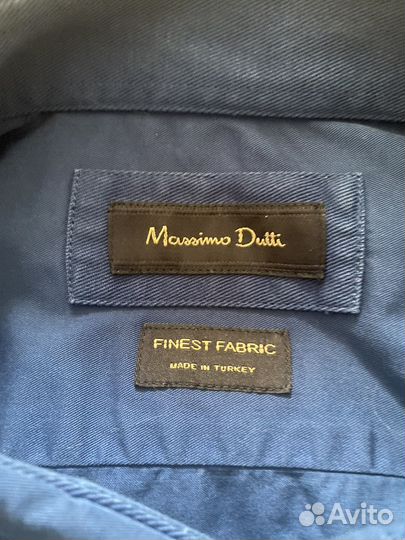 Massimo Dutti
FINEST FABRIC
MADE IN TURKEY
Avito